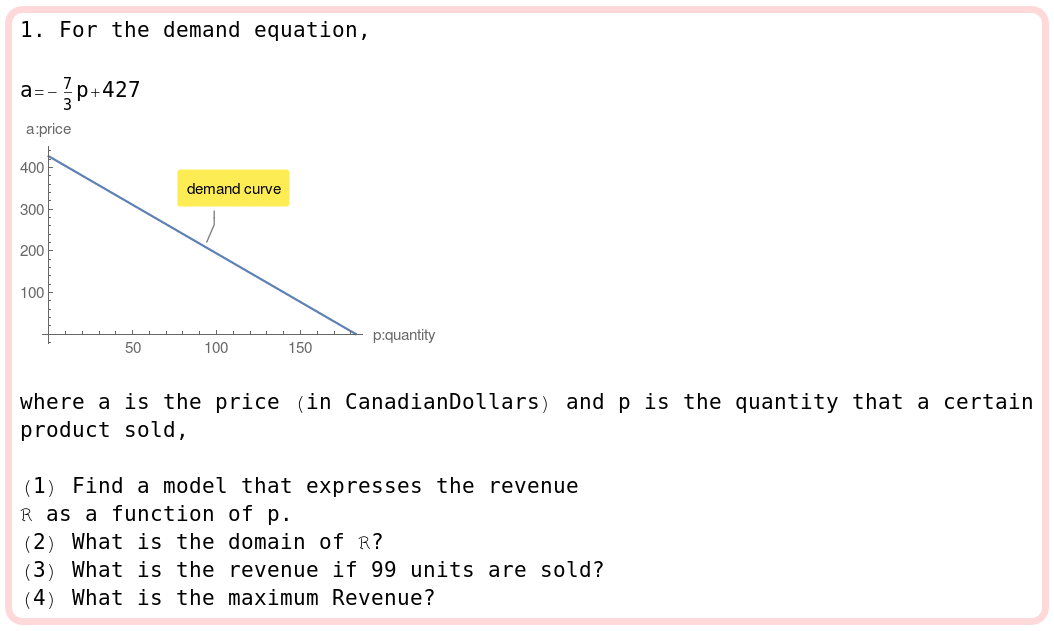 1. For the demand equation,
a=- 7/3 p+427
a:price
400
300
200
100
demand curve
50
100
150
p:quantity
where a is the price (in CanadianDollars) and p is the quantity that a certain
product sold,
(1) Find a model that expresses the revenue
ℛ as a function of p.
(2) What is the domain of ℛ?
(3) What is the revenue if 99 units are sold?
(4) What is the maximum Revenue?